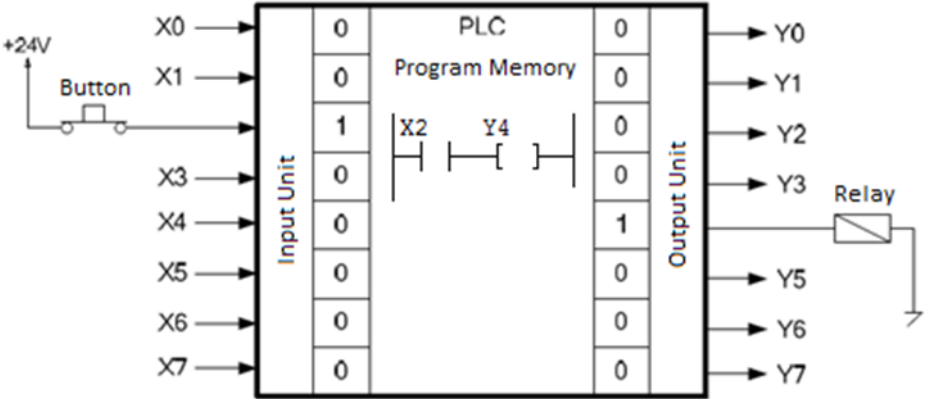 X0 0 PLC 0 Y0
+24V
X1 0 Program Memory 0 Y1
Button
1 X2 Y4 0 Y2
X3 0 0 Y3
Input Unit
Output Unit
Relay
X4 0 1
X5 0 0 Y5
X6 0 0 Y6
X7 0 0 Y7